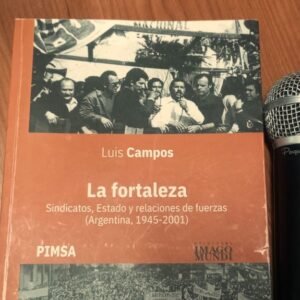 NACIONAL
Luis Campos
La fortaleza
Sindicatos, Estado y relaciones de fuerzas
(Argentina, 1945-2001)
PIMSA
IMAGO
MUNDI